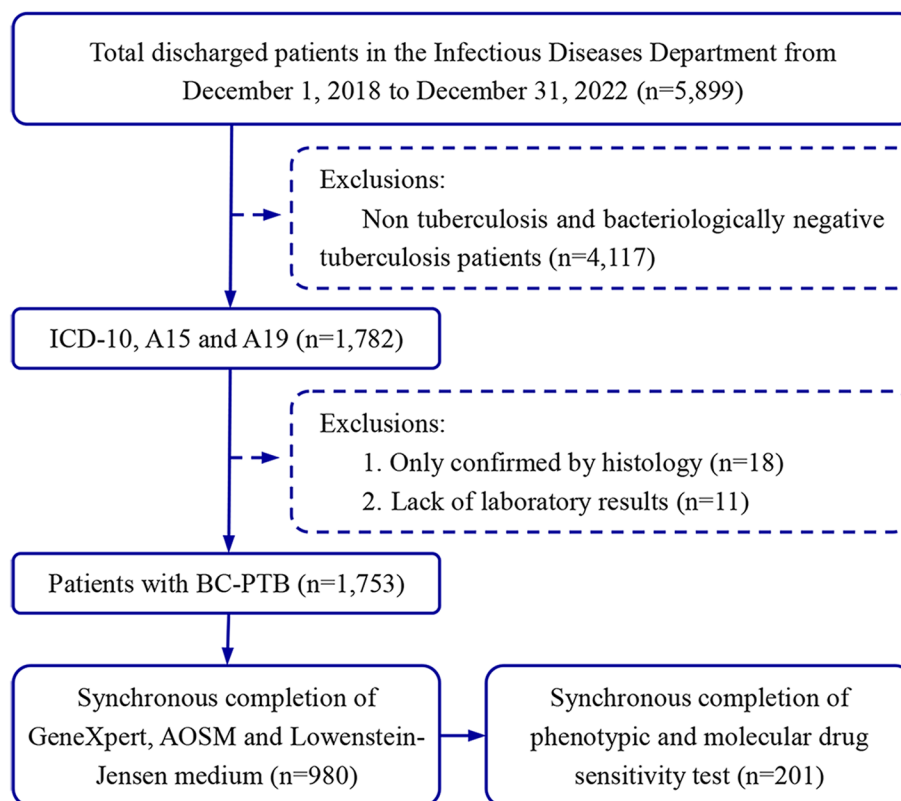 Total discharged patients in the Infectious Diseases Department from
December 1, 2018 to December 31, 2022 (n=5,899)
Exclusions:
Non tuberculosis and bacteriologically negative
tuberculosis patients (n=4,117)
ICD-10, A15 and A19 (n=1,782)
Exclusions:
1. Only confirmed by histology (n=18)
2. Lack of laboratory results (n=11)
Patients with BC-PTB (n=1,753)
Synchronous completion of
GeneXpert, AOSM and Lowenstein-
Jensen medium (n=980)
Synchronous completion of
phenotypic and molecular drug
sensitivity test (n=201)